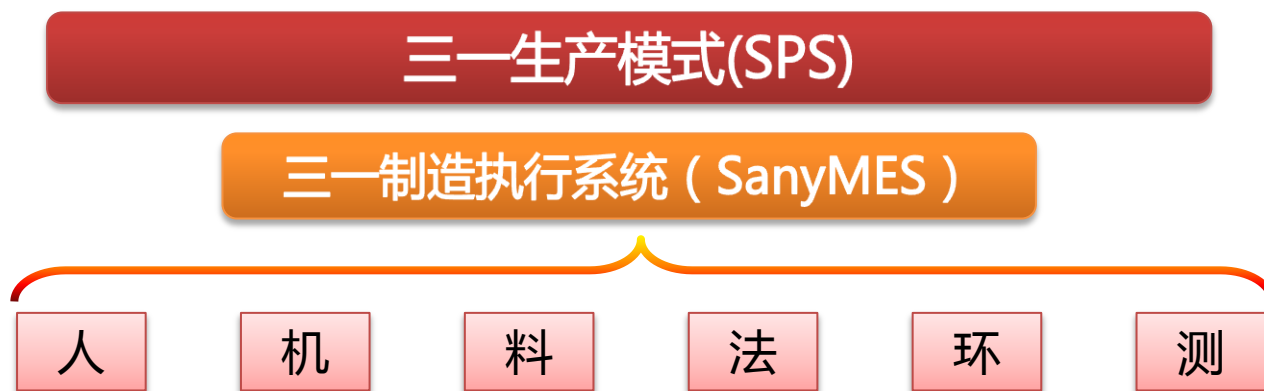 三一生产模式(SPS)
三一制造执行系统（SanyMES）
人 机 料 法 环 测